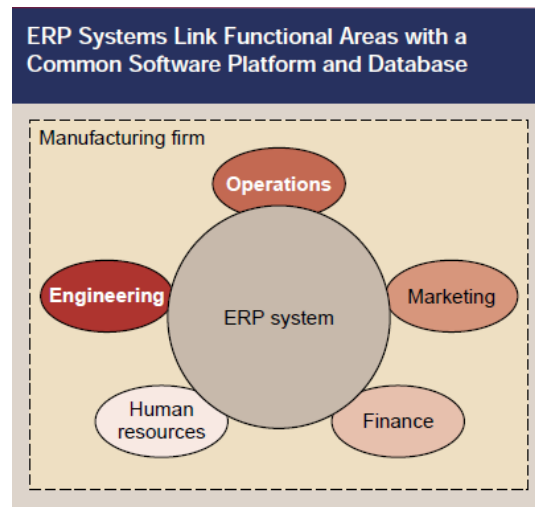 ERP Systems Link Functional Areas with a
Common Software Platform and Database
Manufacturing firm
Operations
Engineering
Marketing
ERP system
Human
resources
Finance